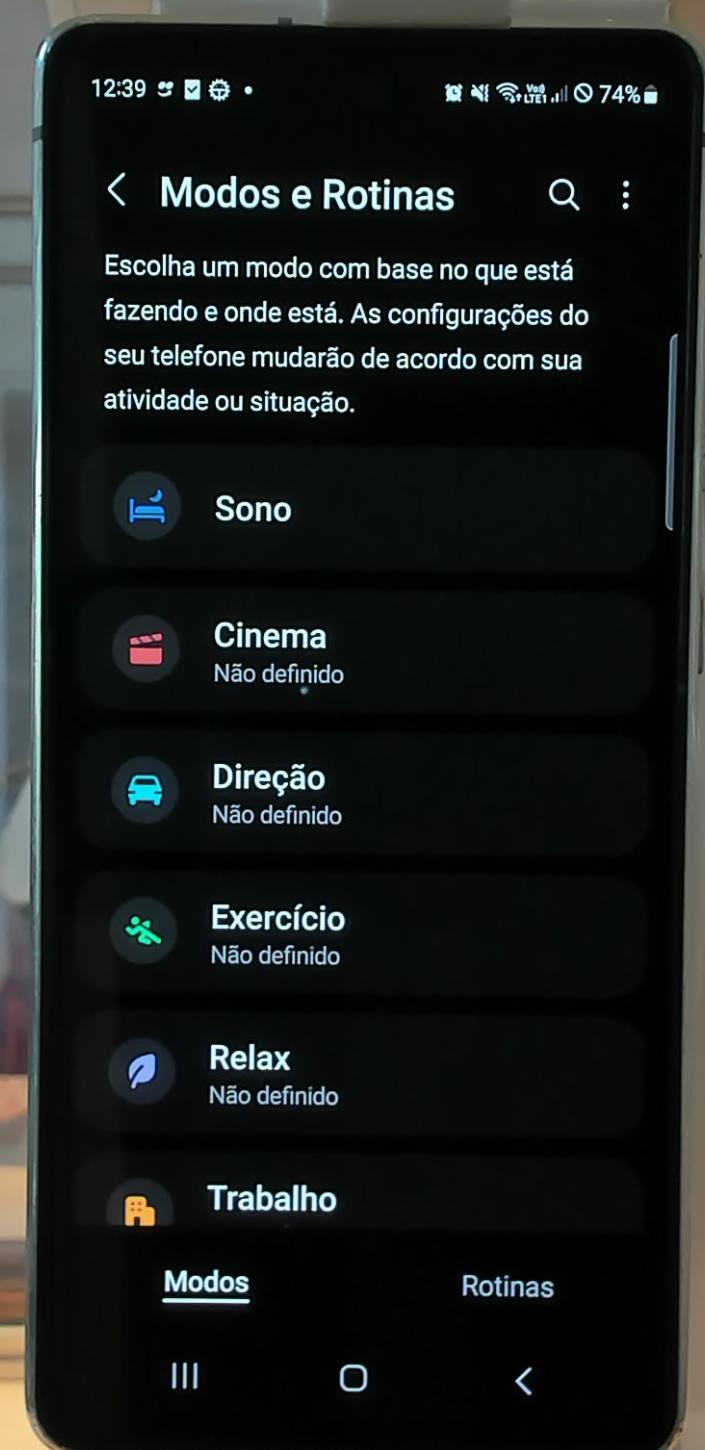 12:39
Vo) LTE1 74%
Modos e Rotinas
Escolha um modo com base no que está
fazendo e onde está. As configurações do
seu telefone mudarão de acordo com sua
atividade ou situação.
Sono
Cinema
Não definido
Direção
Não definido
Exercício
Não definido
Relax
Não definido
Trabalho
Modos
Rotinas